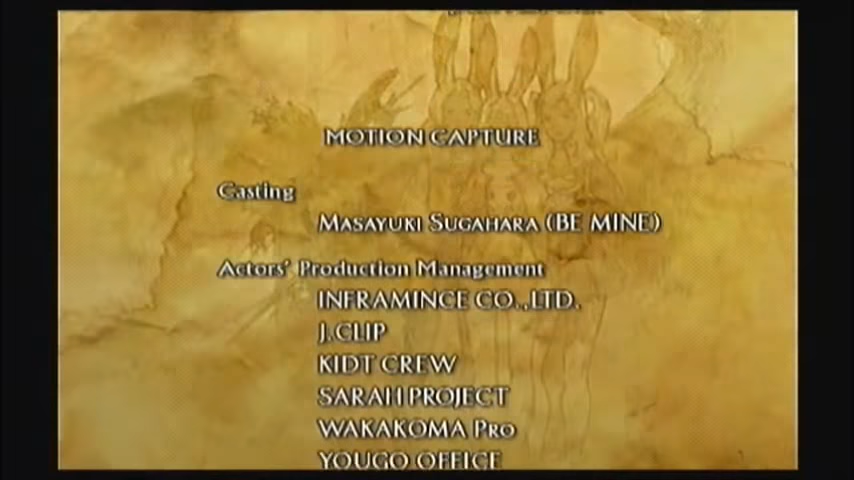 MOTION CAPTURE
Casting
MASAYUKI SUGAHARA (BE MINE)
Actors' Production Management
INFRAMINCE CO.,LTD.
J.CLIP
KIDT CREW
SARAH PROJECT
WAKAKOMA PRO
YOUGO OFFICE